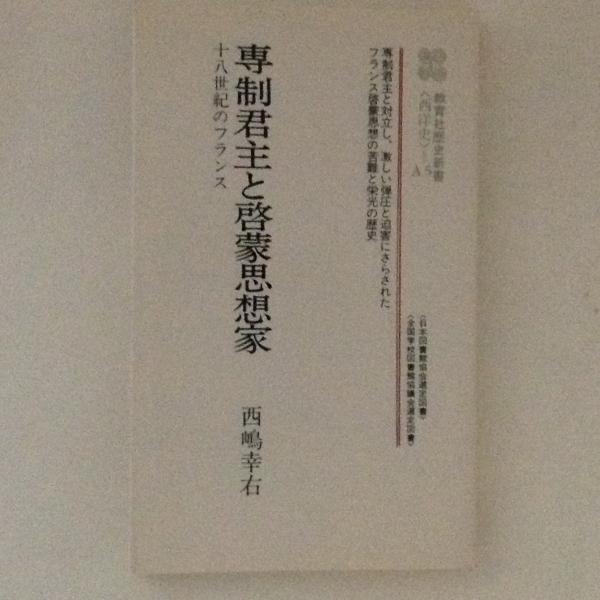 教育社歴史新書
〈西洋史〉A5
専制君主と対立し、激しい弾圧と迫害にさらされた
フランス啓蒙思想の苦難と栄光の歴史
〈日本図書館協会選定図書〉
〈全国学校図書館協議会選定図書〉
専制君主と啓蒙思想家
十八世紀のフランス
西嶋幸右